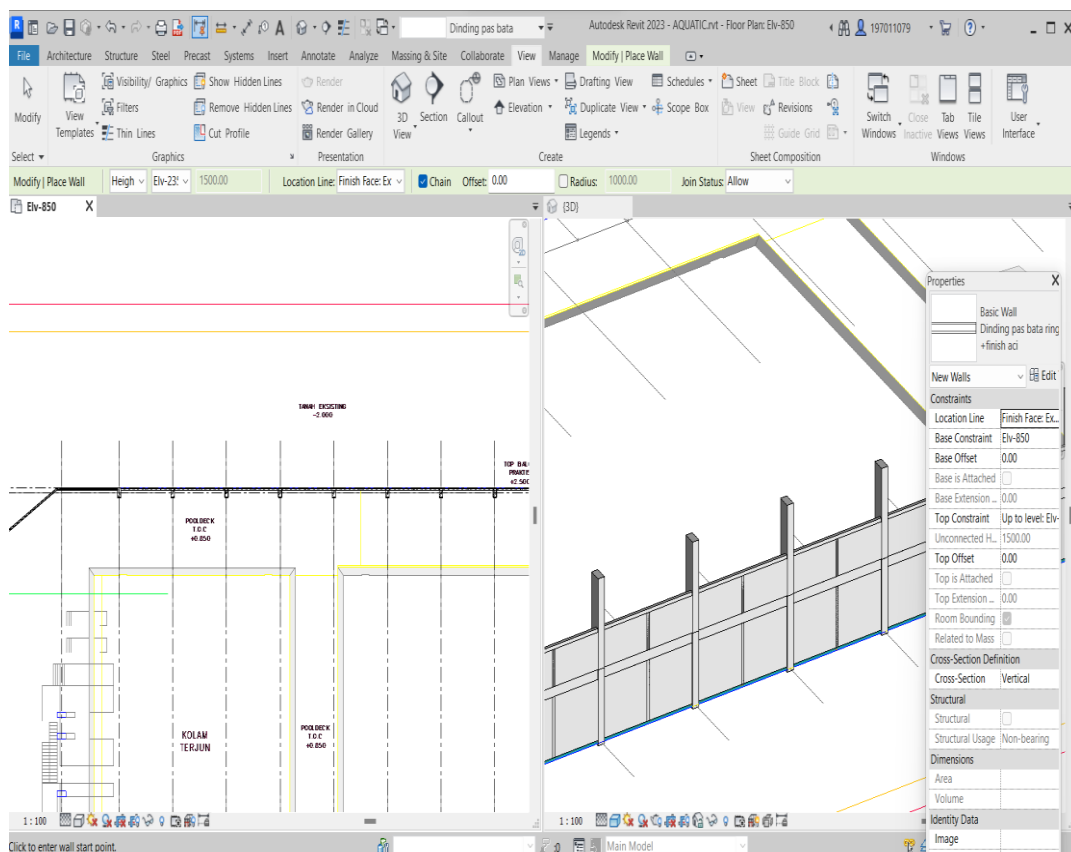 Dinding pas bata
Autodesk Revit 2023 - AQUATIC.rvt - Floor Plan: Elv-850
197011079
File Architecture Structure Steel Precast Systems Insert Annotate Analyze Massing & Site Collaborate View Manage Modify | Place Wall
Modify
View Templates
Visibility/ Graphics
Filters
Thin Lines
Show Hidden Lines
Remove Hidden Lines
Cut Profile
Render
Render in Cloud
Render Gallery
3D View
Section
Callout
Plan Views
Elevation
Drafting View
Duplicate View
Legends
Schedules
Scope Box
Sheet
View
Title Block
Revisions
Guide Grid
Switch Windows
Close Inactive
Tab Views
Tile Views
User Interface
Select Graphics Presentation Create Sheet Composition Windows
Modify | Place Wall Heigh Elv-23 1500.00 Location Line: Finish Face: Ex Chain Offset: 0.00 Radius: 1000.00 Join Status: Allow
Elv-850 X
{3D}
TANAH EKSISTING
-2.000
TOP BAL
PRAKTE
+2.500
POOLDECK
T.O.C
+0.850
KOLAM
TERJUN
POOLDECK
T.O.C
+0.850
Properties X
Basic Wall
Dinding pas bata ring
+finish aci
New Walls Edit
Constraints
Location Line Finish Face: Ex...
Base Constraint Elv-850
Base Offset 0.00
Base is Attached
Base Extension ... 0.00
Top Constraint Up to level: Elv-
Unconnected H... 1500.00
Top Offset 0.00
Top is Attached
Top Extension ... 0.00
Room Bounding
Related to Mass
Cross-Section Definition
Cross-Section Vertical
Structural
Structural
Structural Usage Non-bearing
Dimensions
Area
Volume
Identity Data
Image
1 : 100
1 : 100
Click to enter wall start point.
:0
Main Model